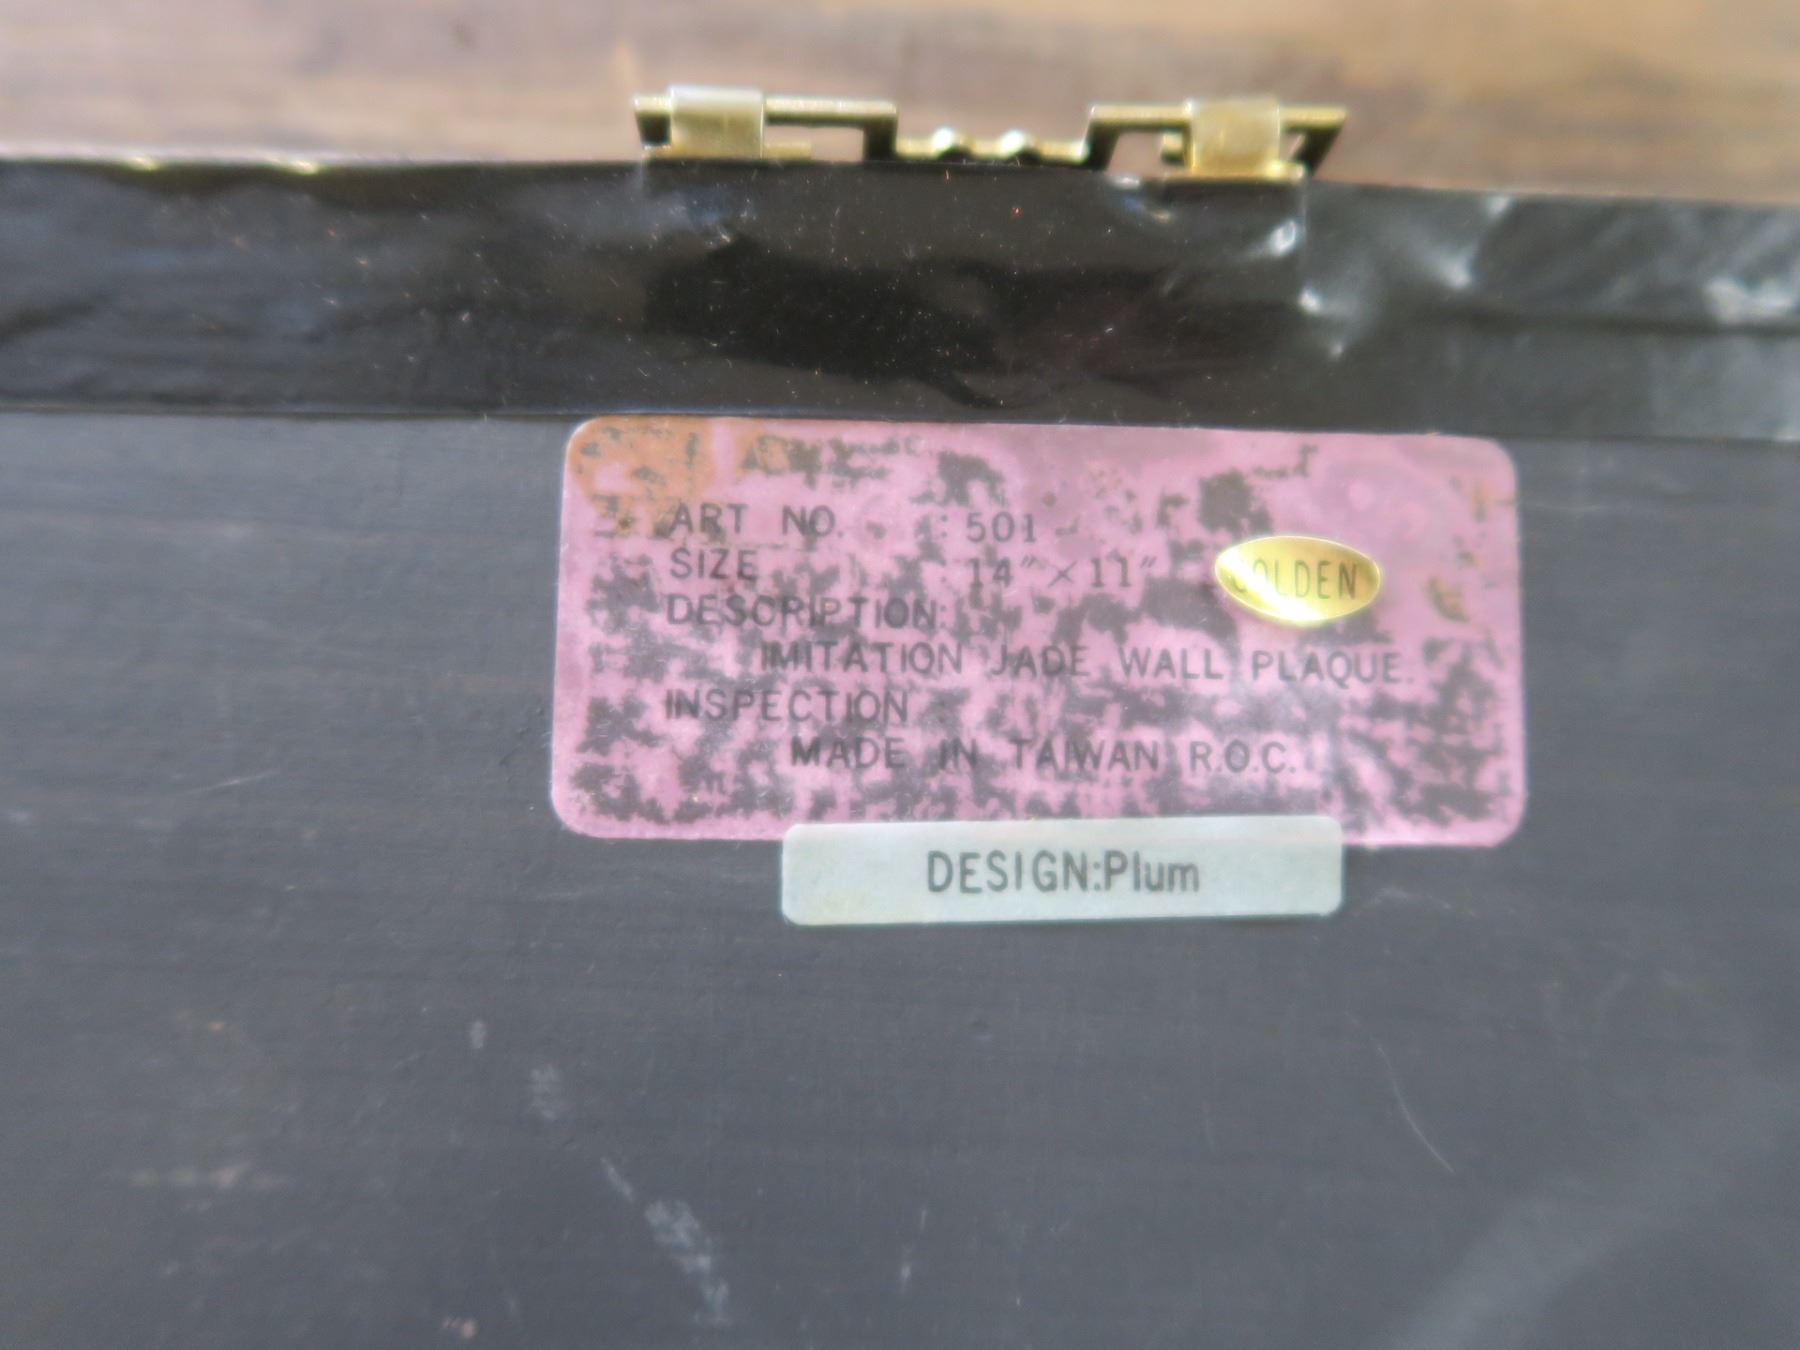 ART NO. : 501
SIZE : 14" × 11"
GOLDEN
DESCRIPTION:
IMITATION JADE WALL PLAQUE.
INSPECTION
MADE IN TAIWAN R.O.C.
DESIGN:Plum